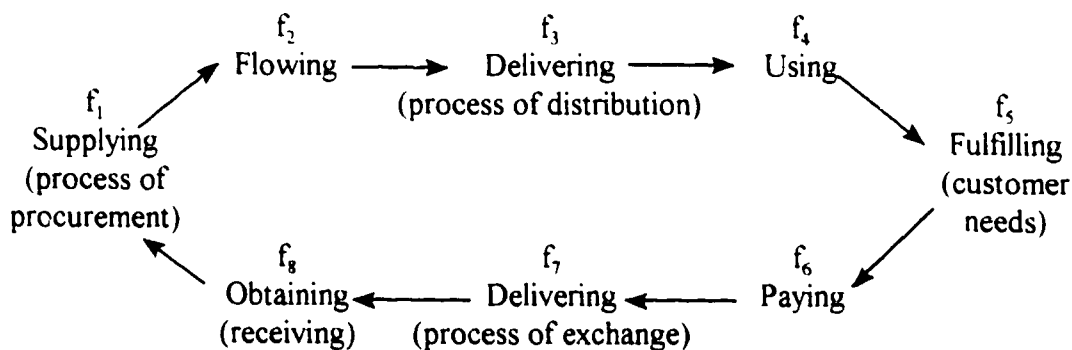 f₂
Flowing
f₃
Delivering
(process of distribution)
f₄
Using
f₁
Supplying
(process of
procurement)
f₅
Fulfilling
(customer
needs)
f₈
Obtaining
(receiving)
f₇
Delivering
(process of exchange)
f₆
Paying